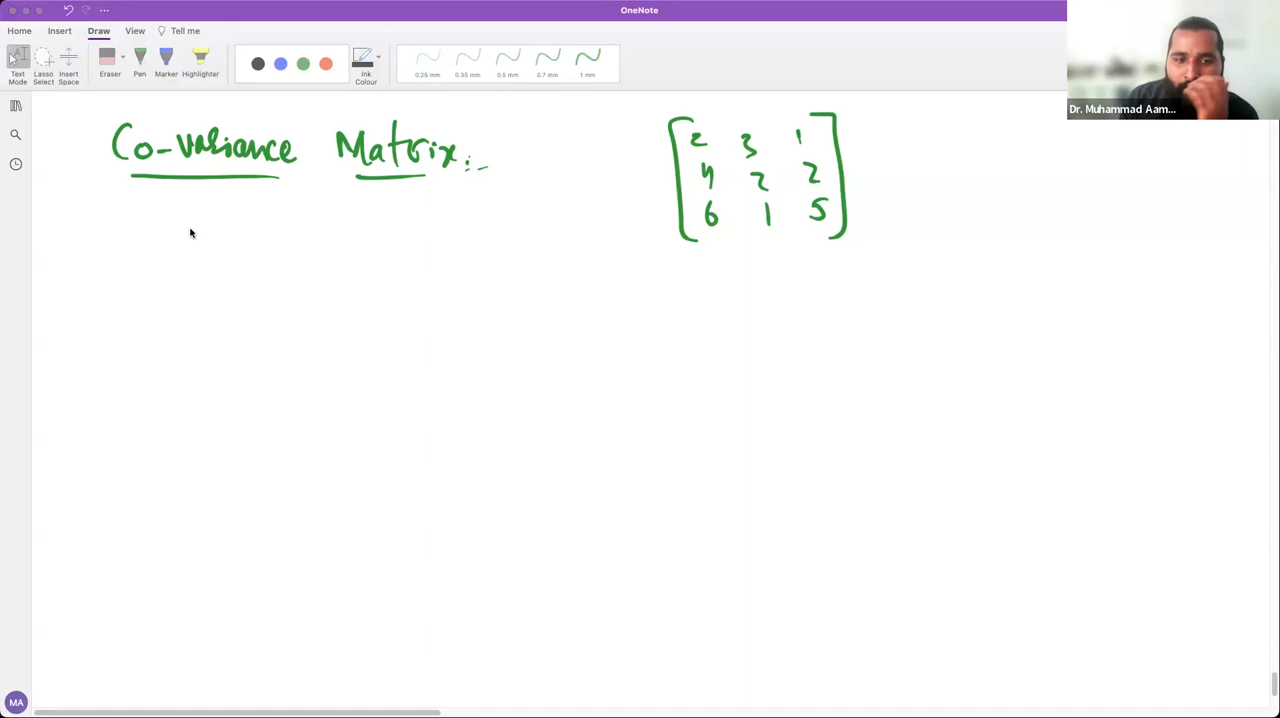 OneNote
Home Insert Draw View Tell me
Text Mode Lasso Select Insert Space Eraser Pen Marker Highlighter Ink Colour 0.25 mm 0.35 mm 0.5 mm 0.7 mm 1 mm
Dr. Muhammad Aam...
Co-variance Matrix:-
2 3 1
4 2 2
6 1 5
MA